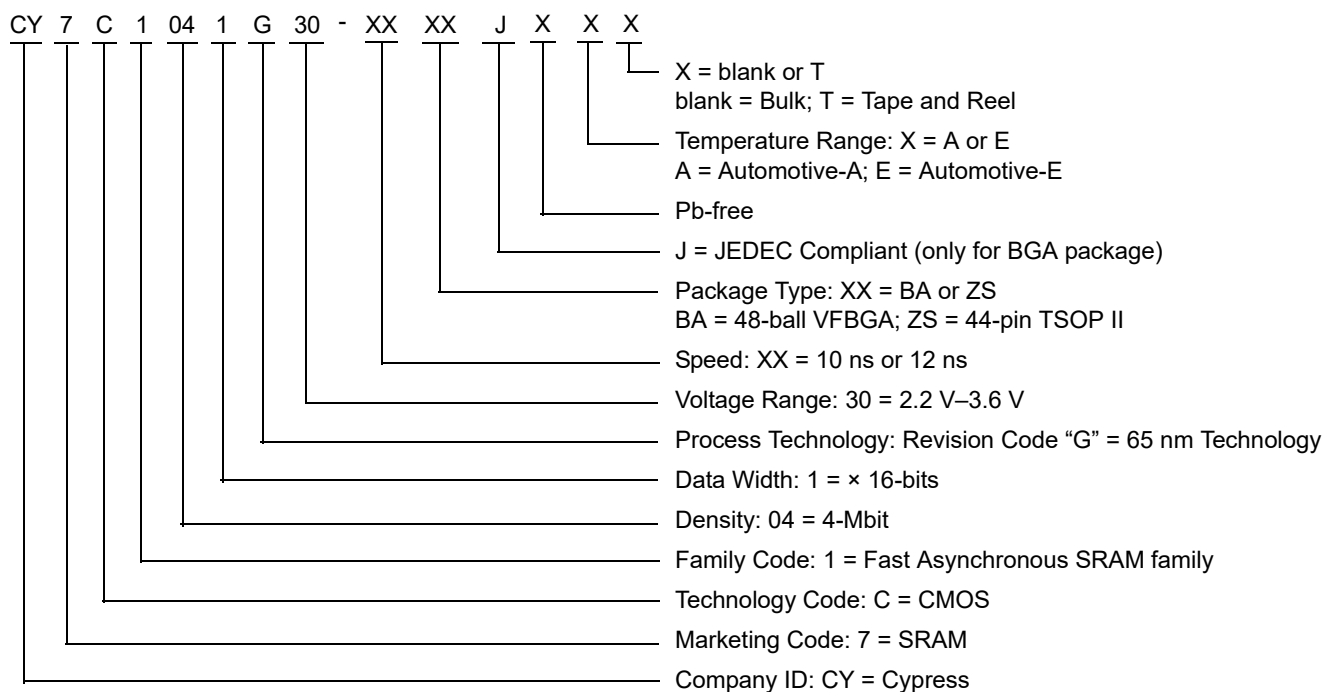 CY 7 C 1 04 1 G 30 - XX XX J X X X
X = blank or T
blank = Bulk; T = Tape and Reel
Temperature Range: X = A or E
A = Automotive-A; E = Automotive-E
Pb-free
J = JEDEC Compliant (only for BGA package)
Package Type: XX = BA or ZS
BA = 48-ball VFBGA; ZS = 44-pin TSOP II
Speed: XX = 10 ns or 12 ns
Voltage Range: 30 = 2.2 V–3.6 V
Process Technology: Revision Code “G” = 65 nm Technology
Data Width: 1 = × 16-bits
Density: 04 = 4-Mbit
Family Code: 1 = Fast Asynchronous SRAM family
Technology Code: C = CMOS
Marketing Code: 7 = SRAM
Company ID: CY = Cypress